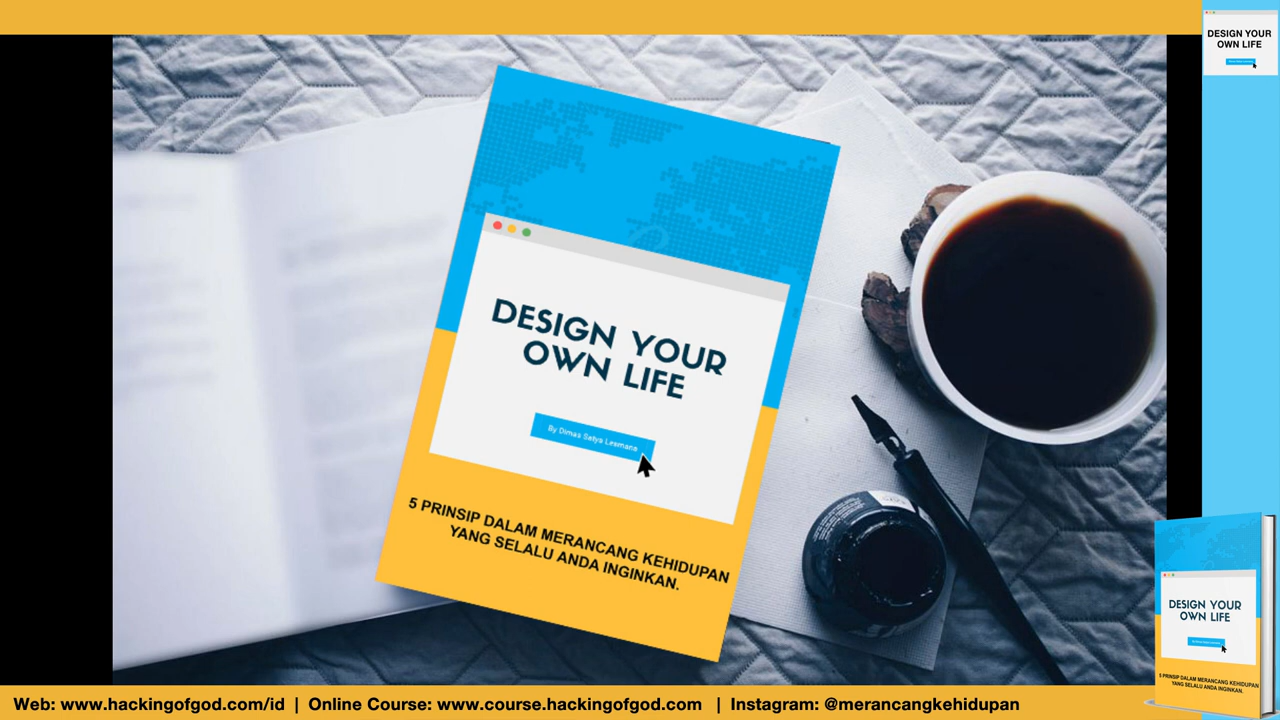 DESIGN YOUR
OWN LIFE
DESIGN YOUR
OWN LIFE
By Dimas Setya Lesmana
5 PRINSIP DALAM MERANCANG KEHIDUPAN
YANG SELALU ANDA INGINKAN.
DESIGN YOUR
OWN LIFE
5 PRINSIP DALAM MERANCANG KEHIDUPAN
YANG SELALU ANDA INGINKAN.
Web: www.hackingofgod.com/id | Online Course: www.course.hackingofgod.com | Instagram: @merancangkehidupan